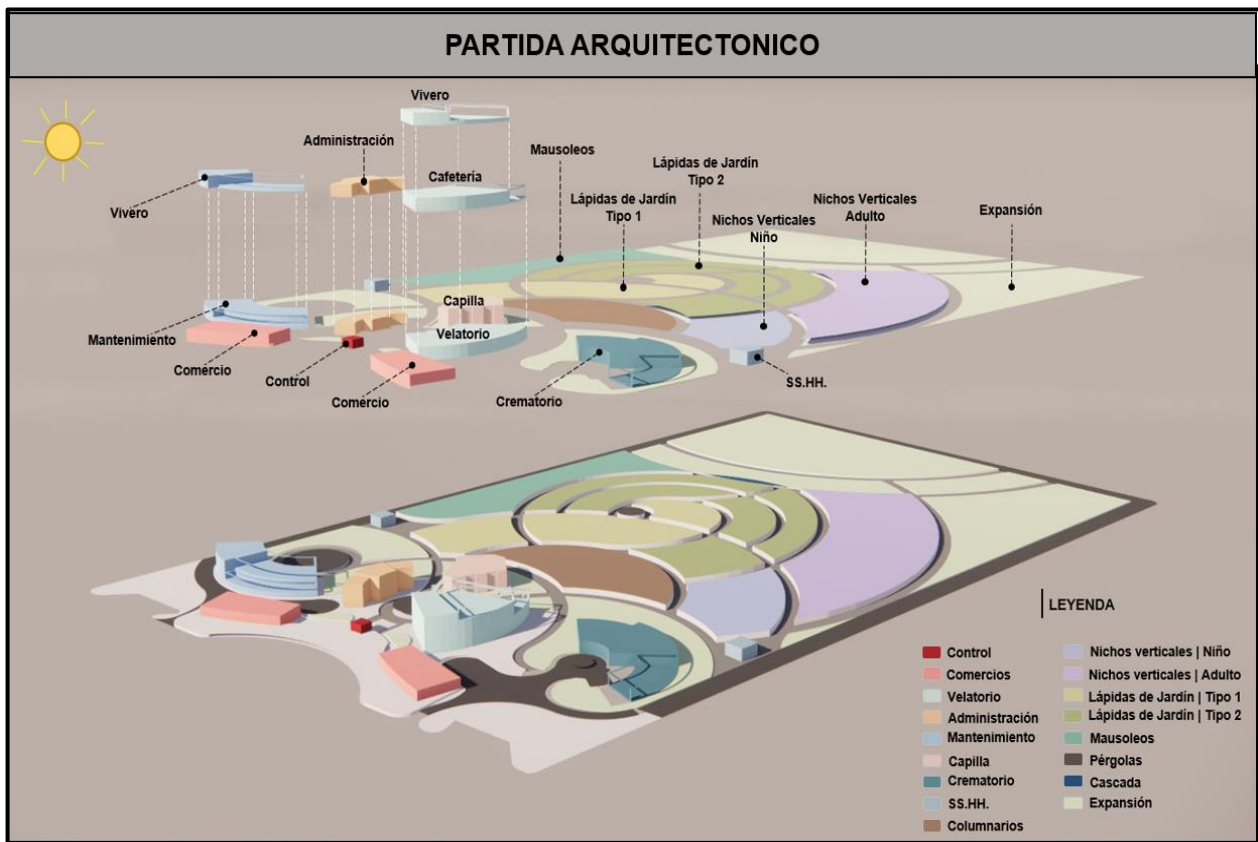 PARTIDA ARQUITECTONICO
Vivero
Administración
Mausoleos
Lápidas de Jardín
Tipo 2
Cafetería
Lápidas de Jardín
Tipo 1
Nichos Verticales
Adulto
Vivero
Nichos Verticales
Niño
Expansión
Capilla
Velatorio
Mantenimiento
Comercio
Control
Comercio
Crematorio
SS.HH.
LEYENDA
Control
Comercios
Velatorio
Administración
Mantenimiento
Capilla
Crematorio
SS.HH.
Columnarios
Nichos verticales | Niño
Nichos verticales | Adulto
Lápidas de Jardín | Tipo 1
Lápidas de Jardín | Tipo 2
Mausoleos
Pérgolas
Cascada
Expansión